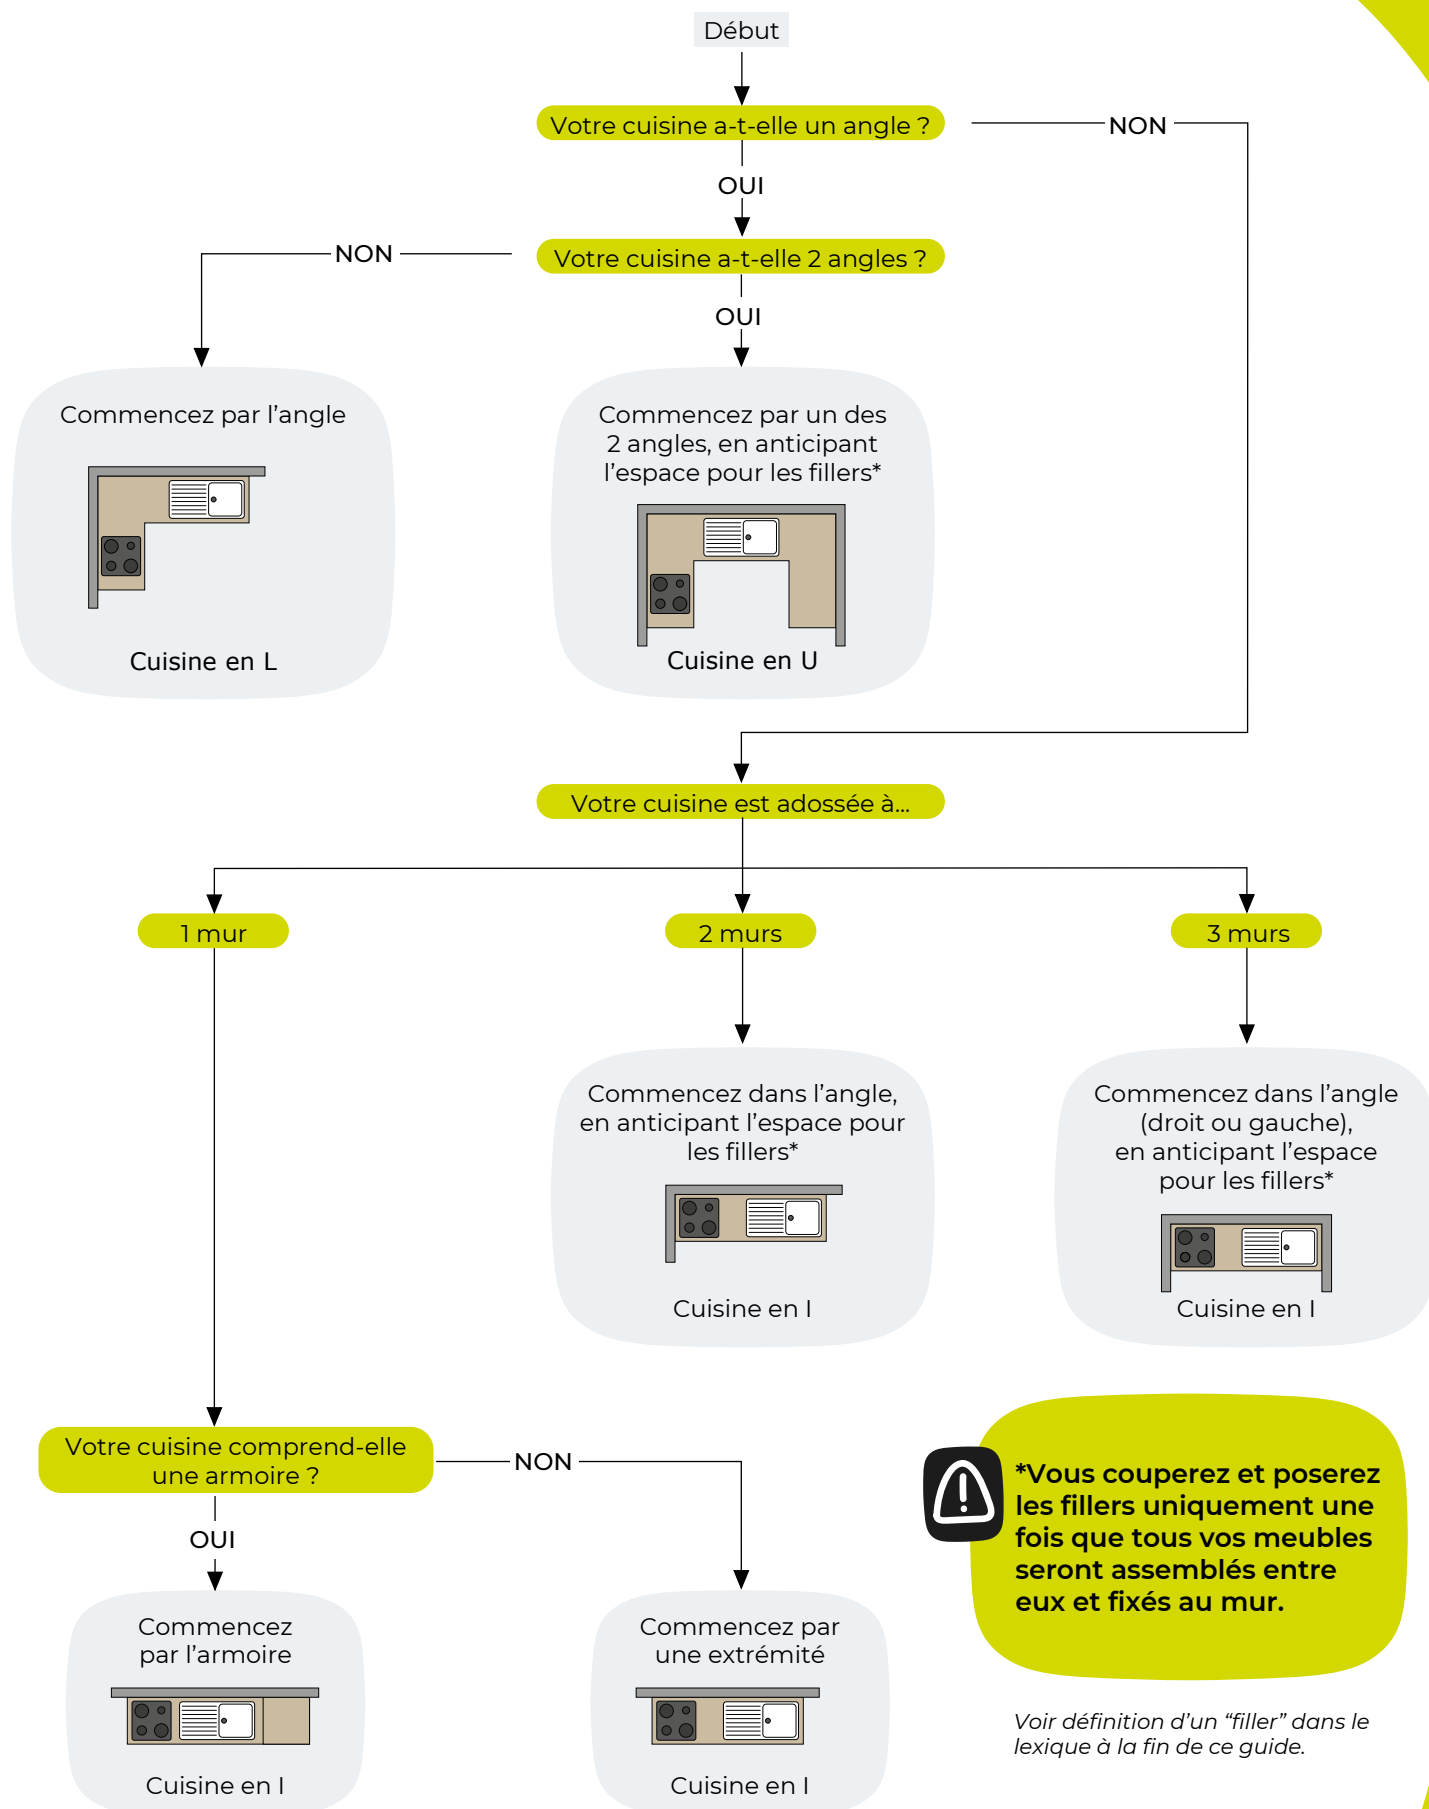 Début
Votre cuisine a-t-elle un angle ?
NON
OUI
NON
Votre cuisine a-t-elle 2 angles ?
OUI
Commencez par l’angle
Cuisine en L
Commencez par un des
2 angles, en anticipant
l’espace pour les fillers*
Cuisine en U
Votre cuisine est adossée à...
1 mur
2 murs
3 murs
Commencez dans l’angle,
en anticipant l’espace pour
les fillers*
Cuisine en I
Commencez dans l’angle
(droit ou gauche),
en anticipant l’espace
pour les fillers*
Cuisine en I
Votre cuisine comprend-elle
une armoire ?
NON
OUI
Commencez
par l’armoire
Cuisine en I
Commencez par
une extrémité
Cuisine en I
*Vous couperez et poserez
les fillers uniquement une
fois que tous vos meubles
seront assemblés entre
eux et fixés au mur.
Voir définition d’un “filler” dans le
lexique à la fin de ce guide.